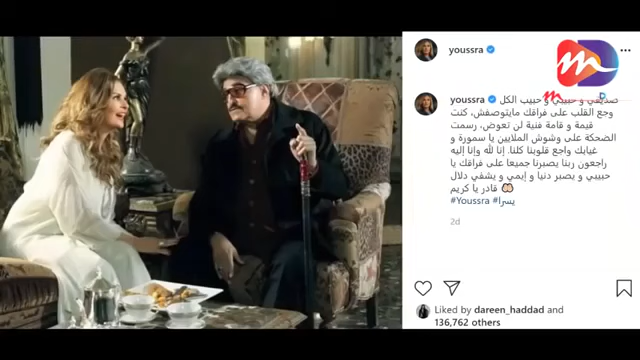 youssra
youssra صديقي و حبيبي و حبيب الكل
وجع القلب على فراقك مايتوصفش، كنت
قيمة و قامة فنية لن تعوض، رسمت
الضحكة على وشوش الملايين يا سمورة و
غيابك واجع قلوبنا كلنا. إنا لله وانا إليه
راجعون ربنا يصبرنا جميعا على فراقك يا
حبيبي و يصبر دنيا و إيمي و يشفي دلال
قادر يا كريم 🤲🏻
#Youssra #يسرا
2d
Liked by dareen_haddad and
136,762 others